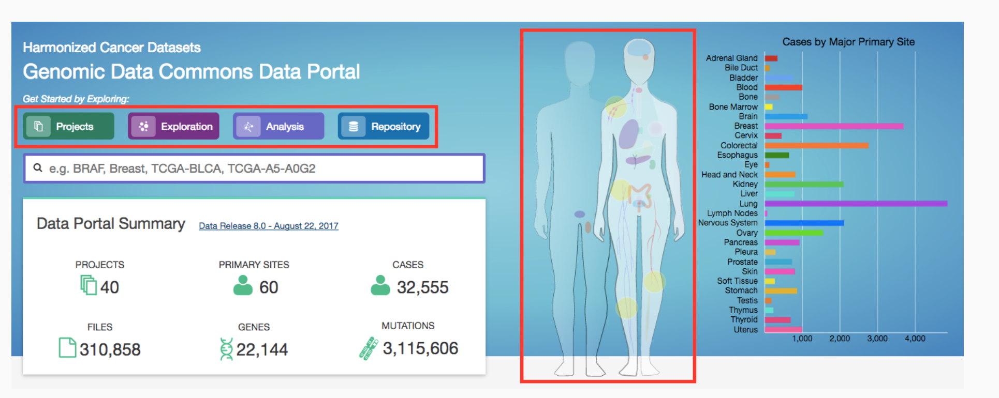 Harmonized Cancer Datasets
Genomic Data Commons Data Portal
Get Started by Exploring:
Projects
Exploration
Analysis
Repository
e.g. BRAF, Breast, TCGA-BLCA, TCGA-A5-A0G2
Data Portal Summary
Data Release 8.0 - August 22, 2017
PROJECTS
40
PRIMARY SITES
60
CASES
32,555
FILES
310,858
GENES
22,144
MUTATIONS
3,115,606
Cases by Major Primary Site
Adrenal Gland
Bile Duct
Bladder
Blood
Bone
Bone Marrow
Brain
Breast
Cervix
Colorectal
Esophagus
Eye
Head and Neck
Kidney
Liver
Lung
Lymph Nodes
Nervous System
Ovary
Pancreas
Pleura
Prostate
Skin
Soft Tissue
Stomach
Testis
Thymus
Thyroid
Uterus
1,000 2,000 3,000 4,000